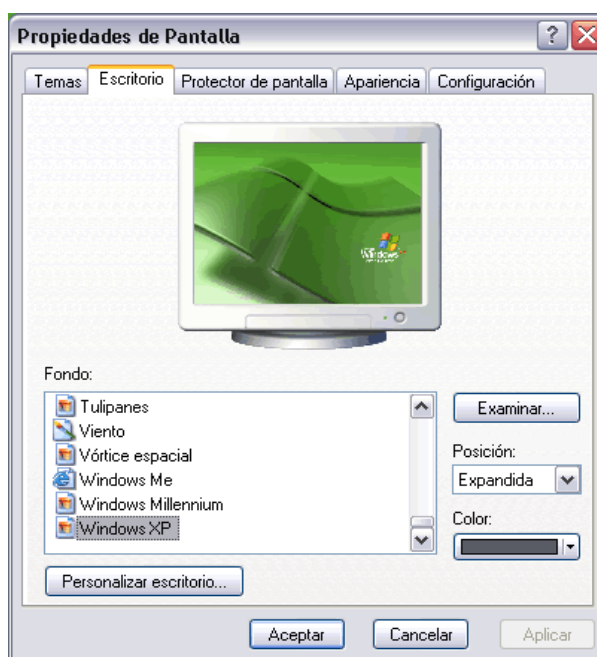 Propiedades de Pantalla
Temas Escritorio Protector de pantalla Apariencia Configuración
Windows
Fondo:
Tulipanes
Viento
Vórtice espacial
Windows Me
Windows Millennium
Windows XP
Examinar...
Posición:
Expandida
Color:
Personalizar escritorio...
Aceptar Cancelar Aplicar